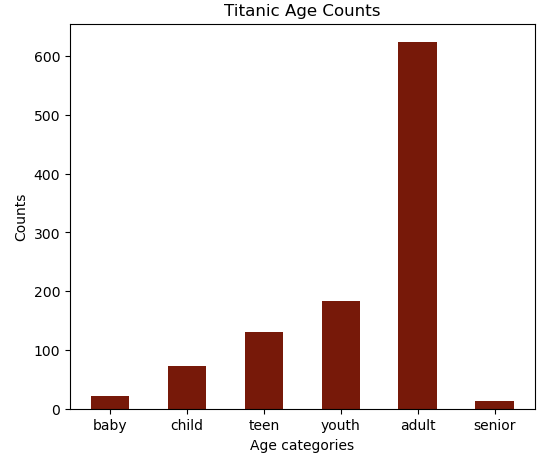 Titanic Age Counts
600
500
400
300
200
100
0
Counts
baby child teen youth adult senior
Age categories